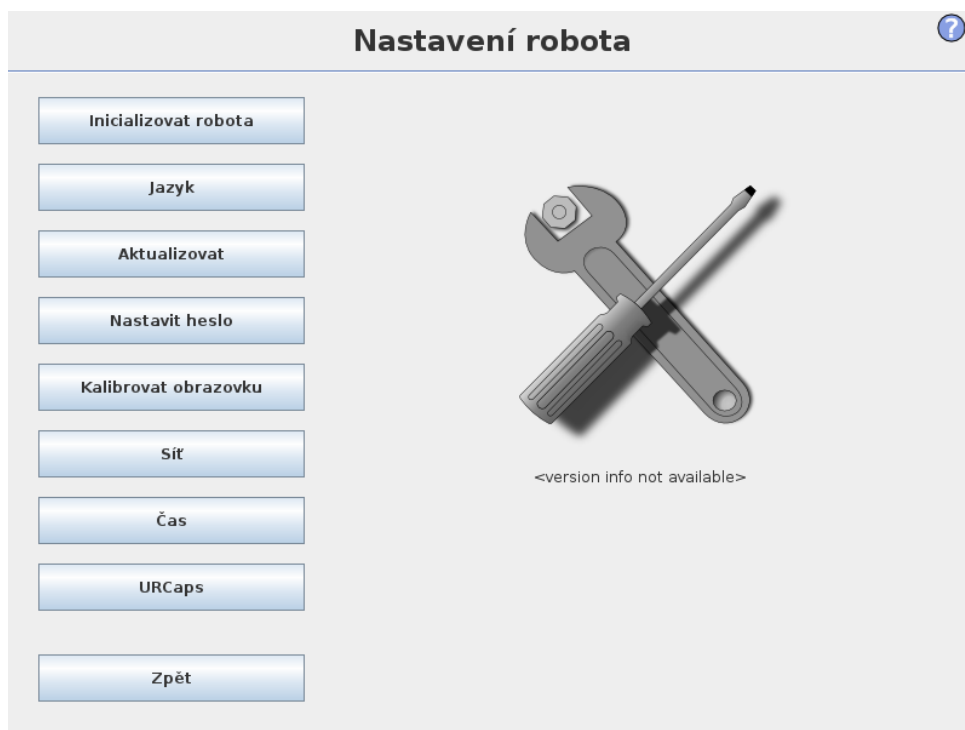 Nastavení robota
?
Inicializovat robota
Jazyk
Aktualizovat
Nastavit heslo
Kalibrovat obrazovku
Síť
Čas
URCaps
Zpět
<version info not available>